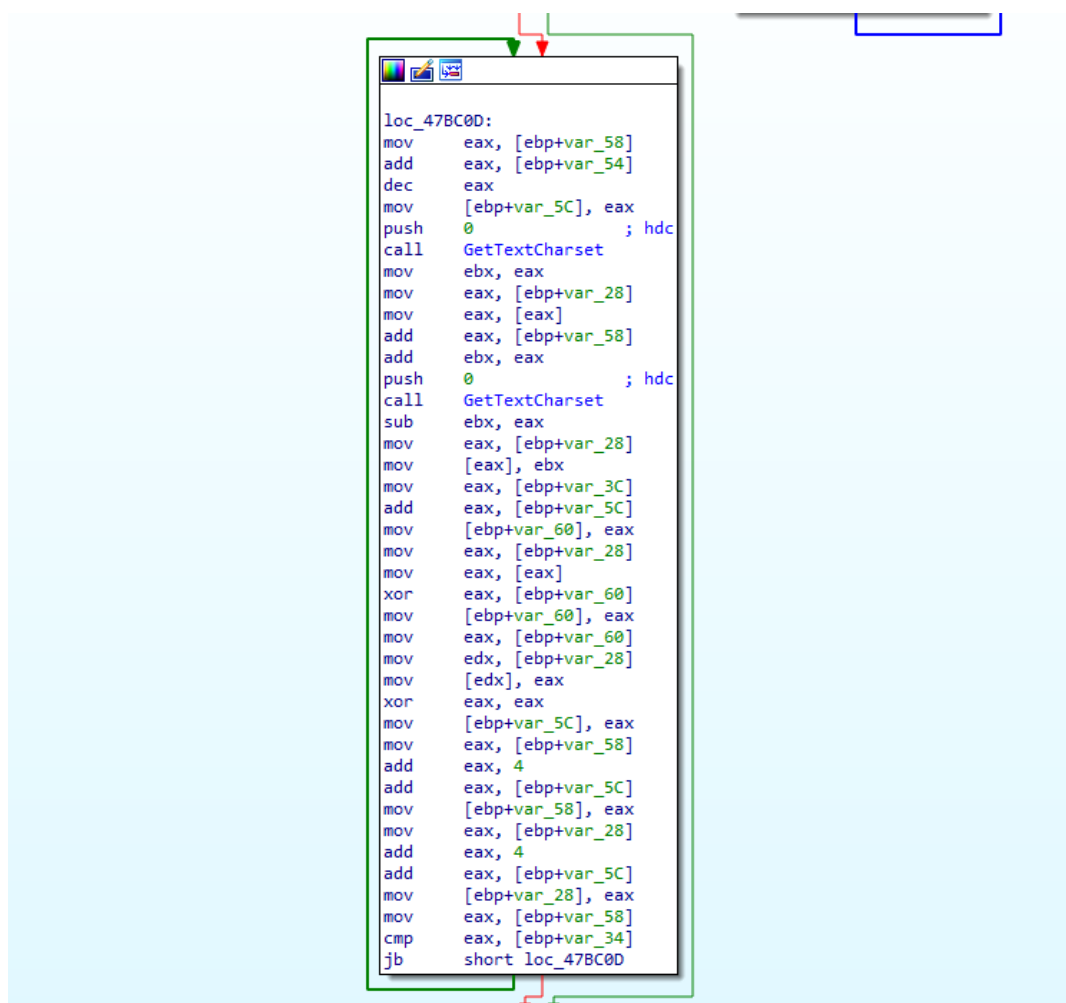 loc_47BC0D:
mov eax, [ebp+var_58]
add eax, [ebp+var_54]
dec eax
mov [ebp+var_5C], eax
push 0 ; hdc
call GetTextCharset
mov ebx, eax
mov eax, [ebp+var_28]
mov eax, [eax]
add eax, [ebp+var_58]
add ebx, eax
push 0 ; hdc
call GetTextCharset
sub ebx, eax
mov eax, [ebp+var_28]
mov [eax], ebx
mov eax, [ebp+var_3C]
add eax, [ebp+var_5C]
mov [ebp+var_60], eax
mov eax, [ebp+var_28]
mov eax, [eax]
xor eax, [ebp+var_60]
mov [ebp+var_60], eax
mov eax, [ebp+var_60]
mov edx, [ebp+var_28]
mov [edx], eax
xor eax, eax
mov [ebp+var_5C], eax
mov eax, [ebp+var_58]
add eax, 4
add eax, [ebp+var_5C]
mov [ebp+var_58], eax
mov eax, [ebp+var_28]
add eax, 4
add eax, [ebp+var_5C]
mov [ebp+var_28], eax
mov eax, [ebp+var_58]
cmp eax, [ebp+var_34]
jb short loc_47BC0D